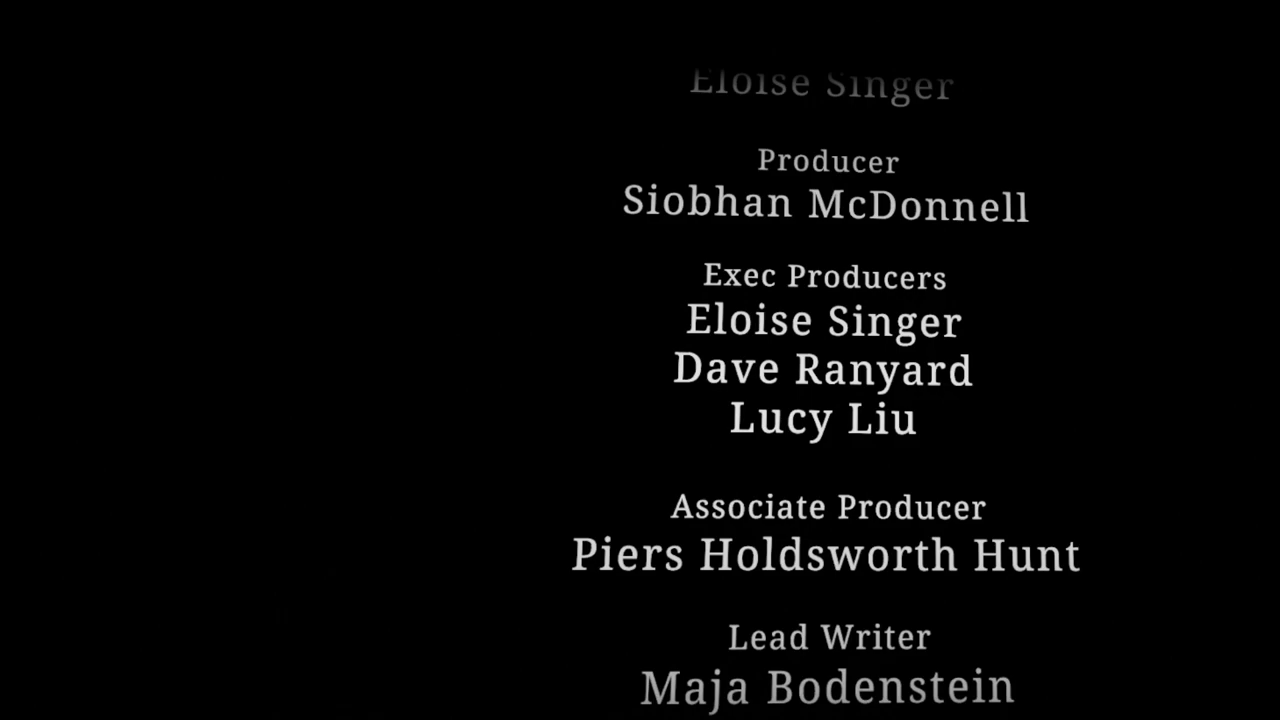 Eloise Singer
Producer
Siobhan McDonnell
Exec Producers
Eloise Singer
Dave Ranyard
Lucy Liu
Associate Producer
Piers Holdsworth Hunt
Lead Writer
Maja Bodenstein